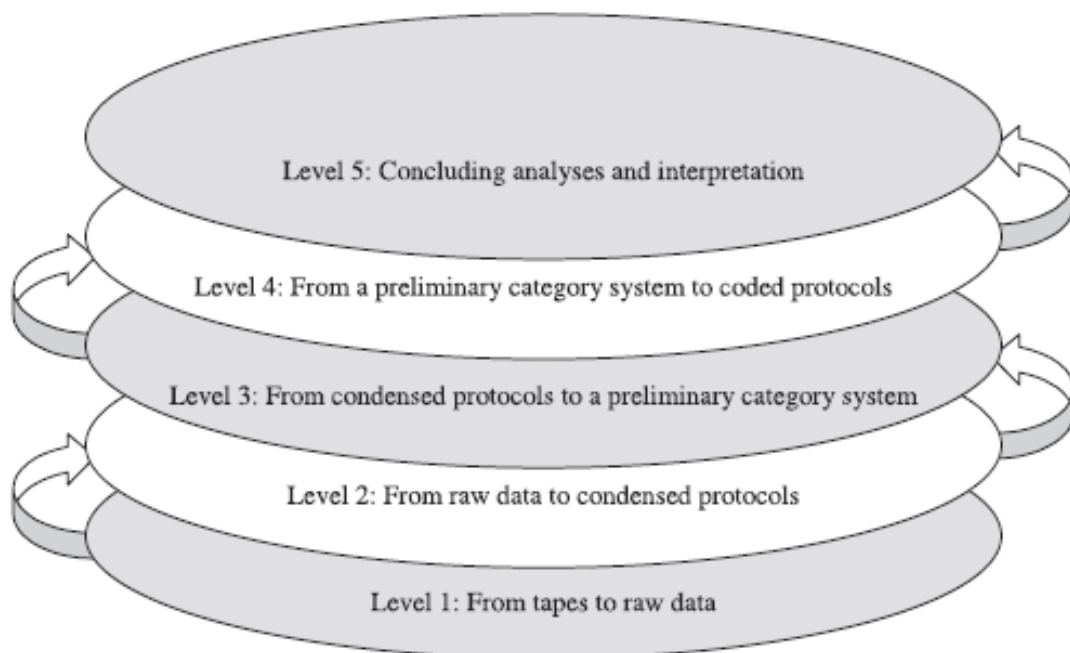 Level 5: Concluding analyses and interpretation
Level 4: From a preliminary category system to coded protocols
Level 3: From condensed protocols to a preliminary category system
Level 2: From raw data to condensed protocols
Level 1: From tapes to raw data